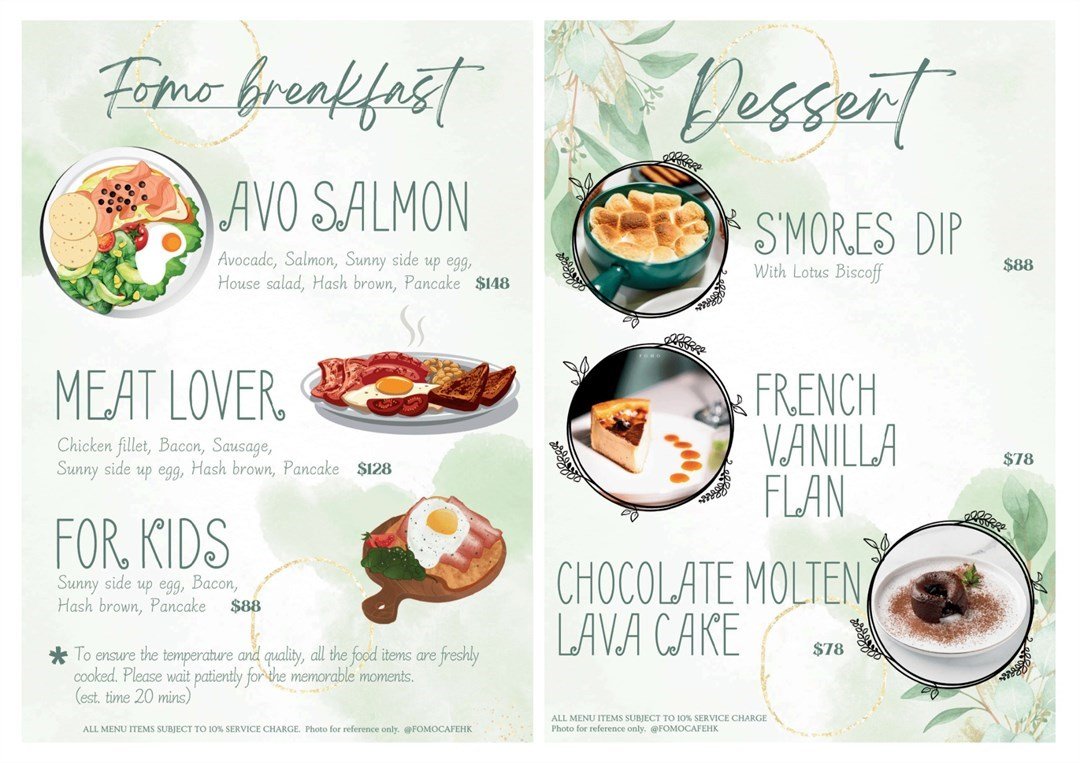 Fomo breakfast
AVO SALMON
Avocadc, Salmon, Sunny side up egg,
House salad, Hash brown, Pancake $148
MEAT LOVER
Chicken fillet, Bacon, Sausage,
Sunny side up egg, Hash brown, Pancake $128
FOR KIDS
Sunny side up egg, Bacon,
Hash brown, Pancake $88
* To ensure the temperature and quality, all the food items are freshly
cooked. Please wait patiently for the memorable moments.
(est. time 20 mins)
ALL MENU ITEMS SUBJECT TO 10% SERVICE CHARGE. Photo for reference only. @FOMOCAFEHK
Dessert
S'MORES DIP
With Lotus Biscoff $88
FOMO
FRENCH
VANILLA
$78
FLAN
CHOCOLATE MOLTEN
LAVA CAKE $78
ALL MENU ITEMS SUBJECT TO 10% SERVICE CHARGE
Photo for reference only. @FOMOCAFEHK